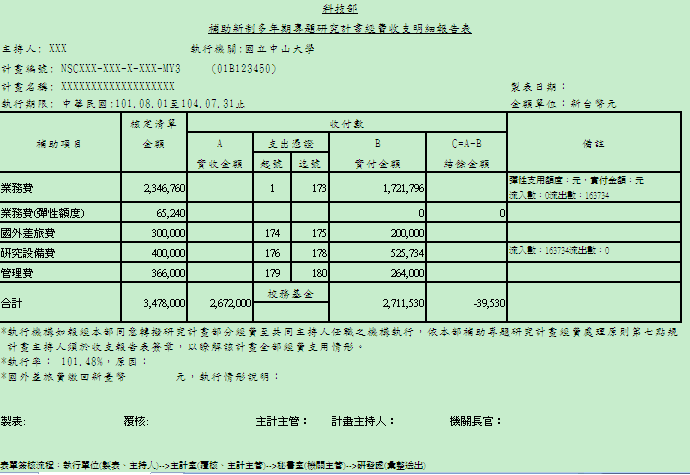 科技部
補助新制多年期專題研究計畫經費收支明細報告表
主持人: XXX 執行機關:國立中山大學
計畫編號: NSCXXX-XXX-X-XXX-MY3 (01B123450)
計畫名稱: XXXXXXXXXXXXXXXXXXX 製表日期：
執行期限: 中華民國:101.08.01至104.07.31止 金額單位：新台幣元
補助項目 核定清單金額 收付數 備註
A 實收金額 支出憑證 起號 迄號 B 實付金額 C=A-B 結餘金額
業務費 2,346,760 1 173 1,721,796 彈性支用額度：元，實付金額：元
流入數：0流出數：163734
業務費(彈性額度) 65,240 0 0
國外差旅費 300,000 174 175 200,000
研究設備費 400,000 176 178 525,734 流入數：163734流出數：0
管理費 366,000 179 180 264,000
合計 3,478,000 2,672,000 校務基金 2,711,530 -39,530
*執行機構如報經本部同意轉撥研究計畫部分經費至共同主持人任職之機構執行，依本部補助專題研究計畫經費處理原則第七點規
計畫主持人須於收支報告表簽章，以瞭解該計畫全部經費支用情形。
*執行率： 101.48%，原因：
*國外差旅費繳回新臺幣 元，執行情形說明：
製表: 覆核: 主計主管： 計畫主持人： 機關長官：
表單簽核流程：執行單位(製表、主持人)-->主計室(覆核、主計主管)-->秘書室(機關主管)-->研發處(彙整送出)